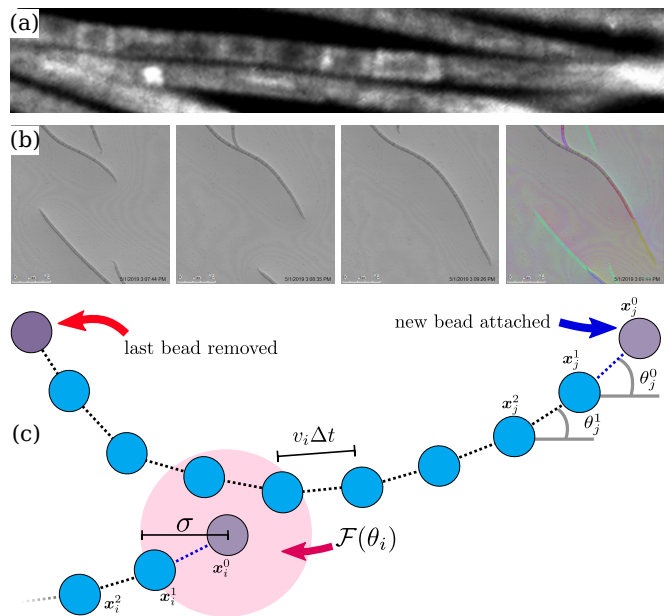 (a)
(b)
5/1/2019 3:07:44 PM
5/1/2019 3:08:35 PM
5/1/2019 3:09:26 PM
x_j^0
new bead attached
last bead removed
x_j^1
θ_j^0
x_j^2
θ_j^1
(c)
v_iΔt
σ
F(θ_i)
x_i^0
x_i^1
x_i^2